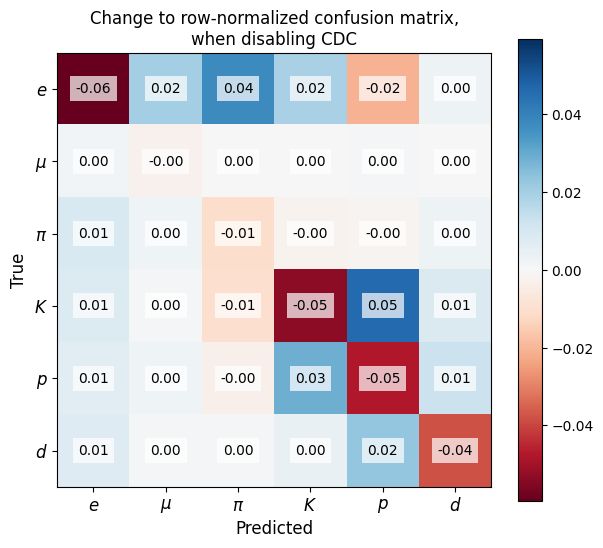 Change to row-normalized confusion matrix,
when disabling CDC
e -0.06 0.02 0.04 0.02 -0.02 0.00
μ 0.00 -0.00 0.00 0.00 0.00 0.00
π 0.01 0.00 -0.01 -0.00 -0.00 0.00
K 0.01 0.00 -0.01 -0.05 0.05 0.01
p 0.01 0.00 -0.00 0.03 -0.05 0.01
d 0.01 0.00 0.00 0.00 0.02 -0.04
e μ π K p d
Predicted
True
0.04
0.02
0.00
−0.02
−0.04